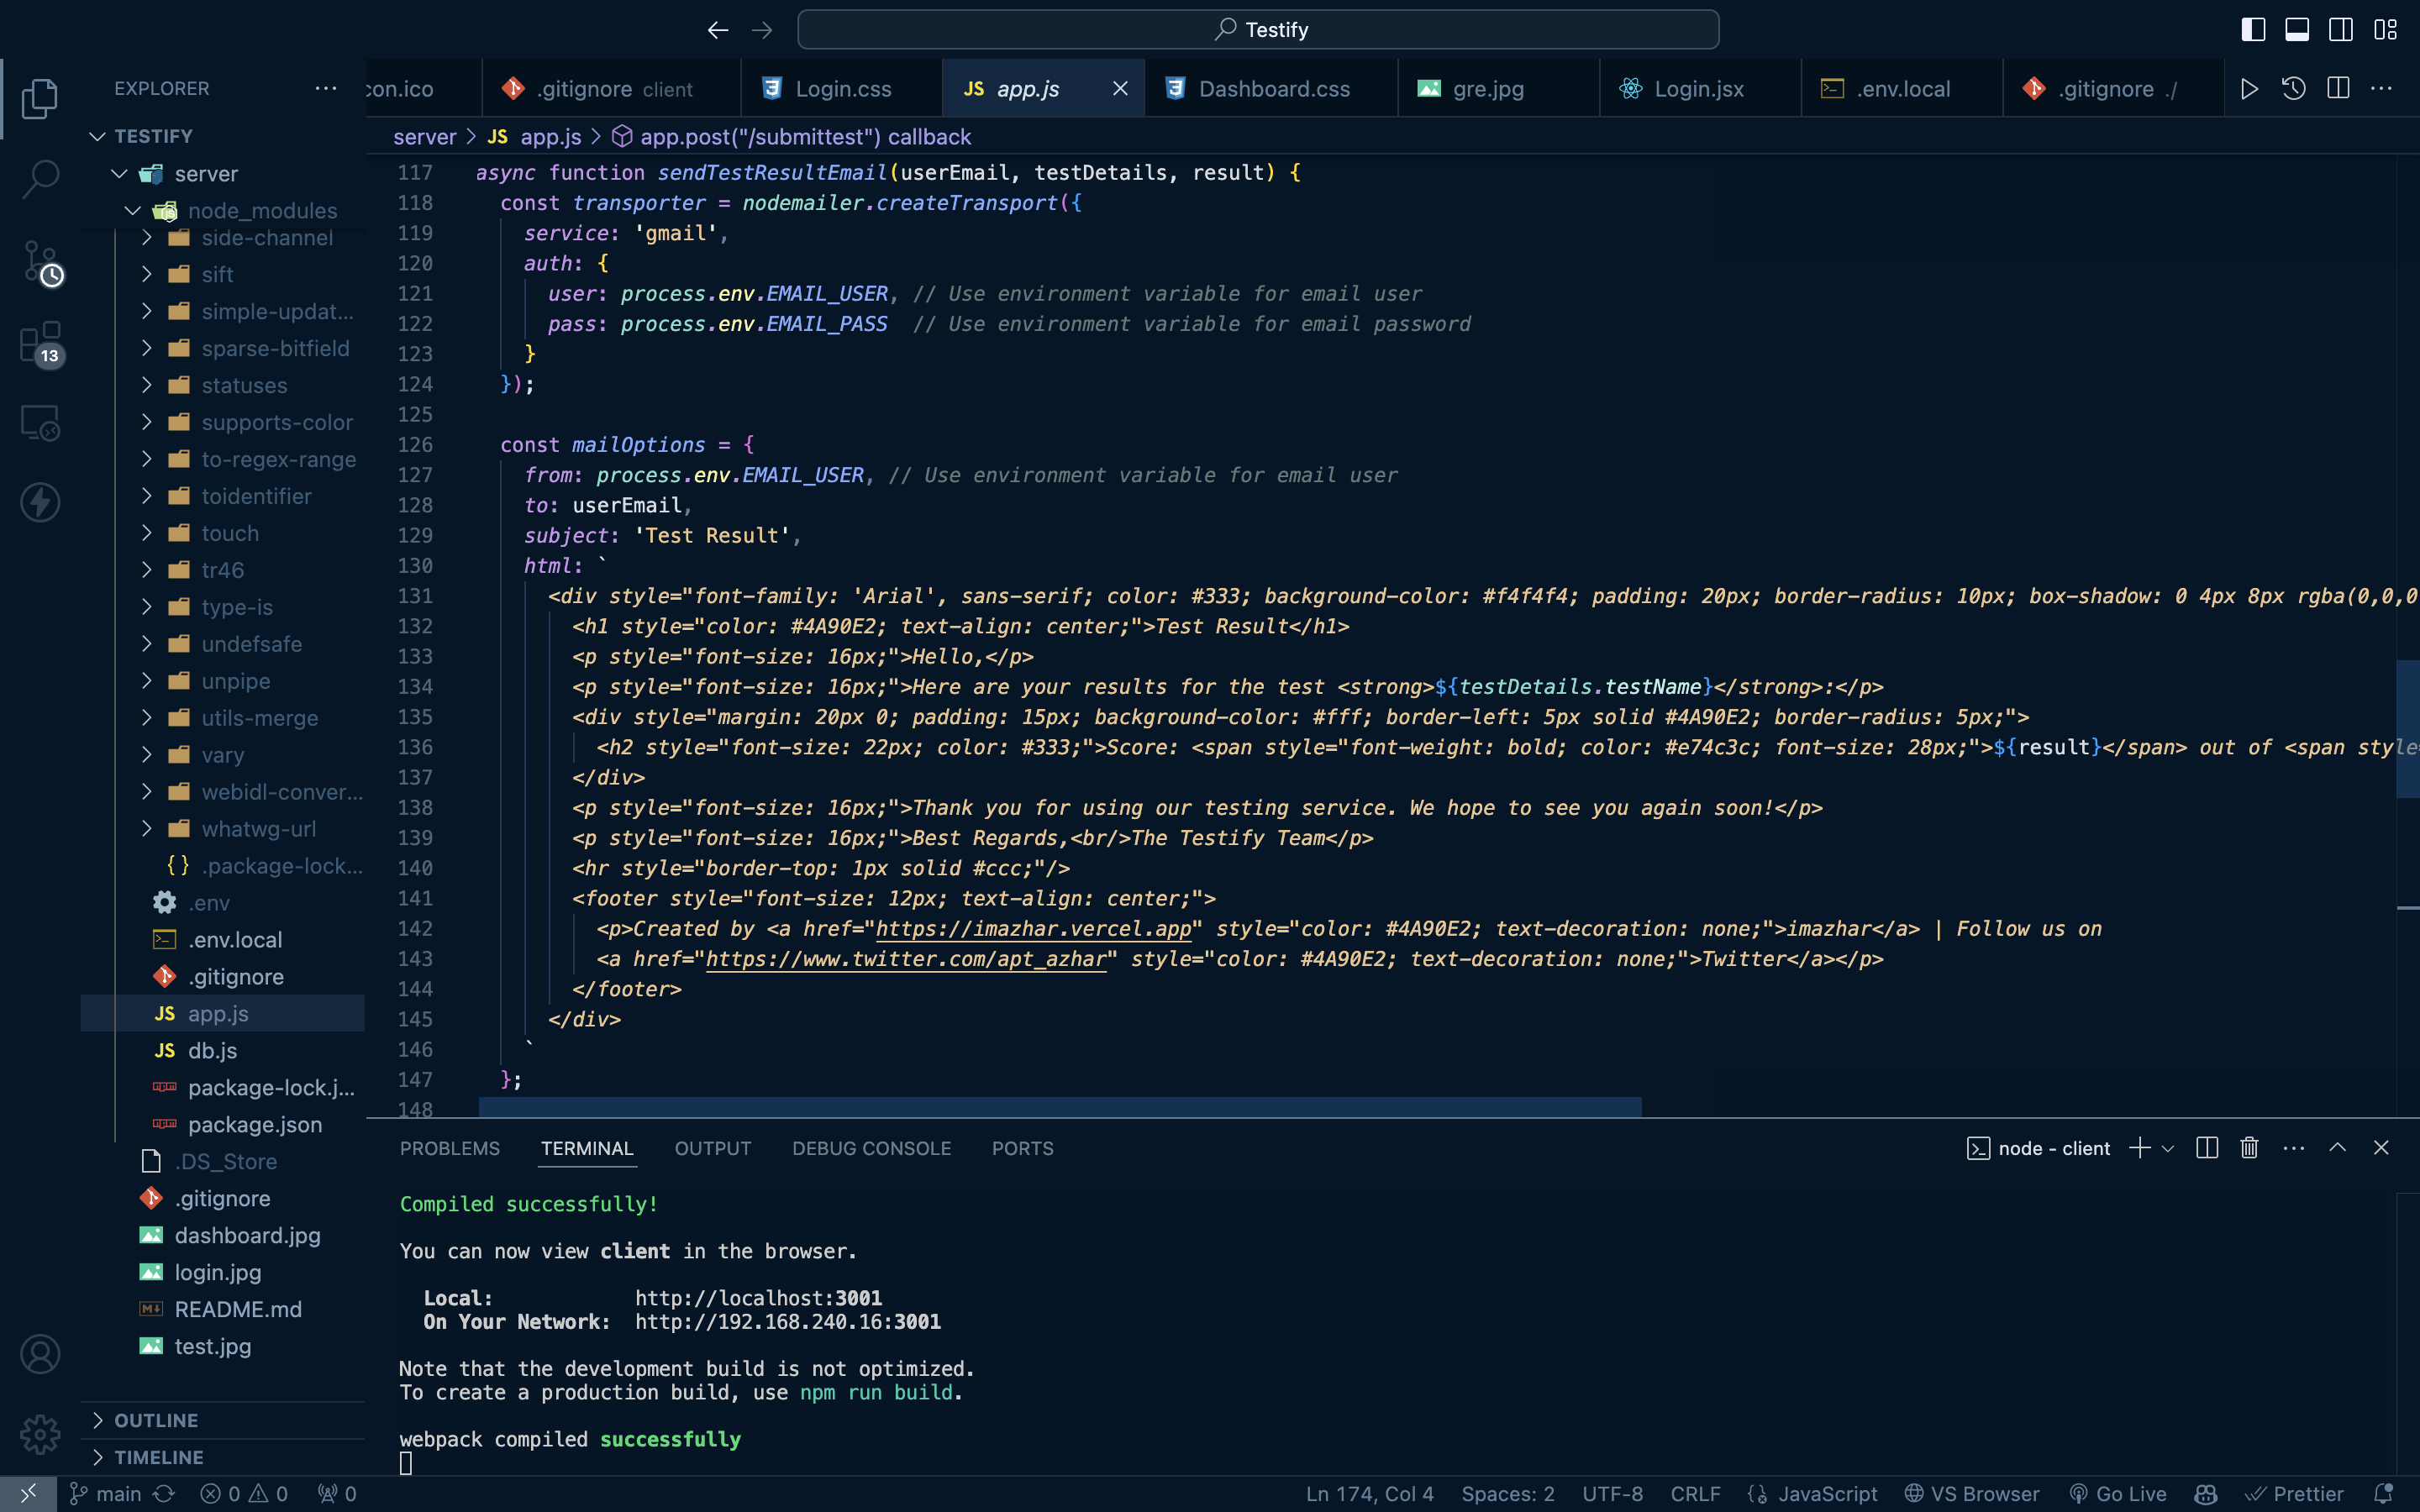 Testify
EXPLORER
con.ico
.gitignore client
Login.css
JS app.js
Dashboard.css
gre.jpg
Login.jsx
.env.local
.gitignore ./
TESTIFY
server
node_modules
side-channel
sift
simple-updat...
sparse-bitfield
statuses
supports-color
to-regex-range
toidentifier
touch
tr46
type-is
undefsafe
unpipe
utils-merge
vary
webidl-conver...
whatwg-url
{ } .package-lock...
.env
.env.local
.gitignore
JS app.js
JS db.js
package-lock.j...
package.json
.DS_Store
.gitignore
dashboard.jpg
login.jpg
README.md
test.jpg
OUTLINE
TIMELINE
13
server > JS app.js > app.post("/submittest") callback
117 async function sendTestResultEmail(userEmail, testDetails, result) {
118 const transporter = nodemailer.createTransport({
119 service: 'gmail',
120 auth: {
121 user: process.env.EMAIL_USER, // Use environment variable for email user
122 pass: process.env.EMAIL_PASS // Use environment variable for email password
123 }
124 });
125
126 const mailOptions = {
127 from: process.env.EMAIL_USER, // Use environment variable for email user
128 to: userEmail,
129 subject: 'Test Result',
130 html: `
131 <div style="font-family: 'Arial', sans-serif; color: #333; background-color: #f4f4f4; padding: 20px; border-radius: 10px; box-shadow: 0 4px 8px rgba(0,0,0
132 <h1 style="color: #4A90E2; text-align: center;">Test Result</h1>
133 <p style="font-size: 16px;">Hello,</p>
134 <p style="font-size: 16px;">Here are your results for the test <strong>${testDetails.testName}</strong>:</p>
135 <div style="margin: 20px 0; padding: 15px; background-color: #fff; border-left: 5px solid #4A90E2; border-radius: 5px;">
136 <h2 style="font-size: 22px; color: #333;">Score: <span style="font-weight: bold; color: #e74c3c; font-size: 28px;">${result}</span> out of <span style
137 </div>
138 <p style="font-size: 16px;">Thank you for using our testing service. We hope to see you again soon!</p>
139 <p style="font-size: 16px;">Best Regards,<br/>The Testify Team</p>
140 <hr style="border-top: 1px solid #ccc;"/>
141 <footer style="font-size: 12px; text-align: center;">
142 <p>Created by <a href="https://imazhar.vercel.app" style="color: #4A90E2; text-decoration: none;">imazhar</a> | Follow us on
143 <a href="https://www.twitter.com/apt_azhar" style="color: #4A90E2; text-decoration: none;">Twitter</a></p>
144 </footer>
145 </div>
146 `
147 };
148
PROBLEMS TERMINAL OUTPUT DEBUG CONSOLE PORTS
node - client
Compiled successfully!
You can now view client in the browser.
Local: http://localhost:3001
On Your Network: http://192.168.240.16:3001
Note that the development build is not optimized.
To create a production build, use npm run build.
webpack compiled successfully
main 0 0 0
Ln 174, Col 4 Spaces: 2 UTF-8 CRLF JavaScript VS Browser Go Live Prettier